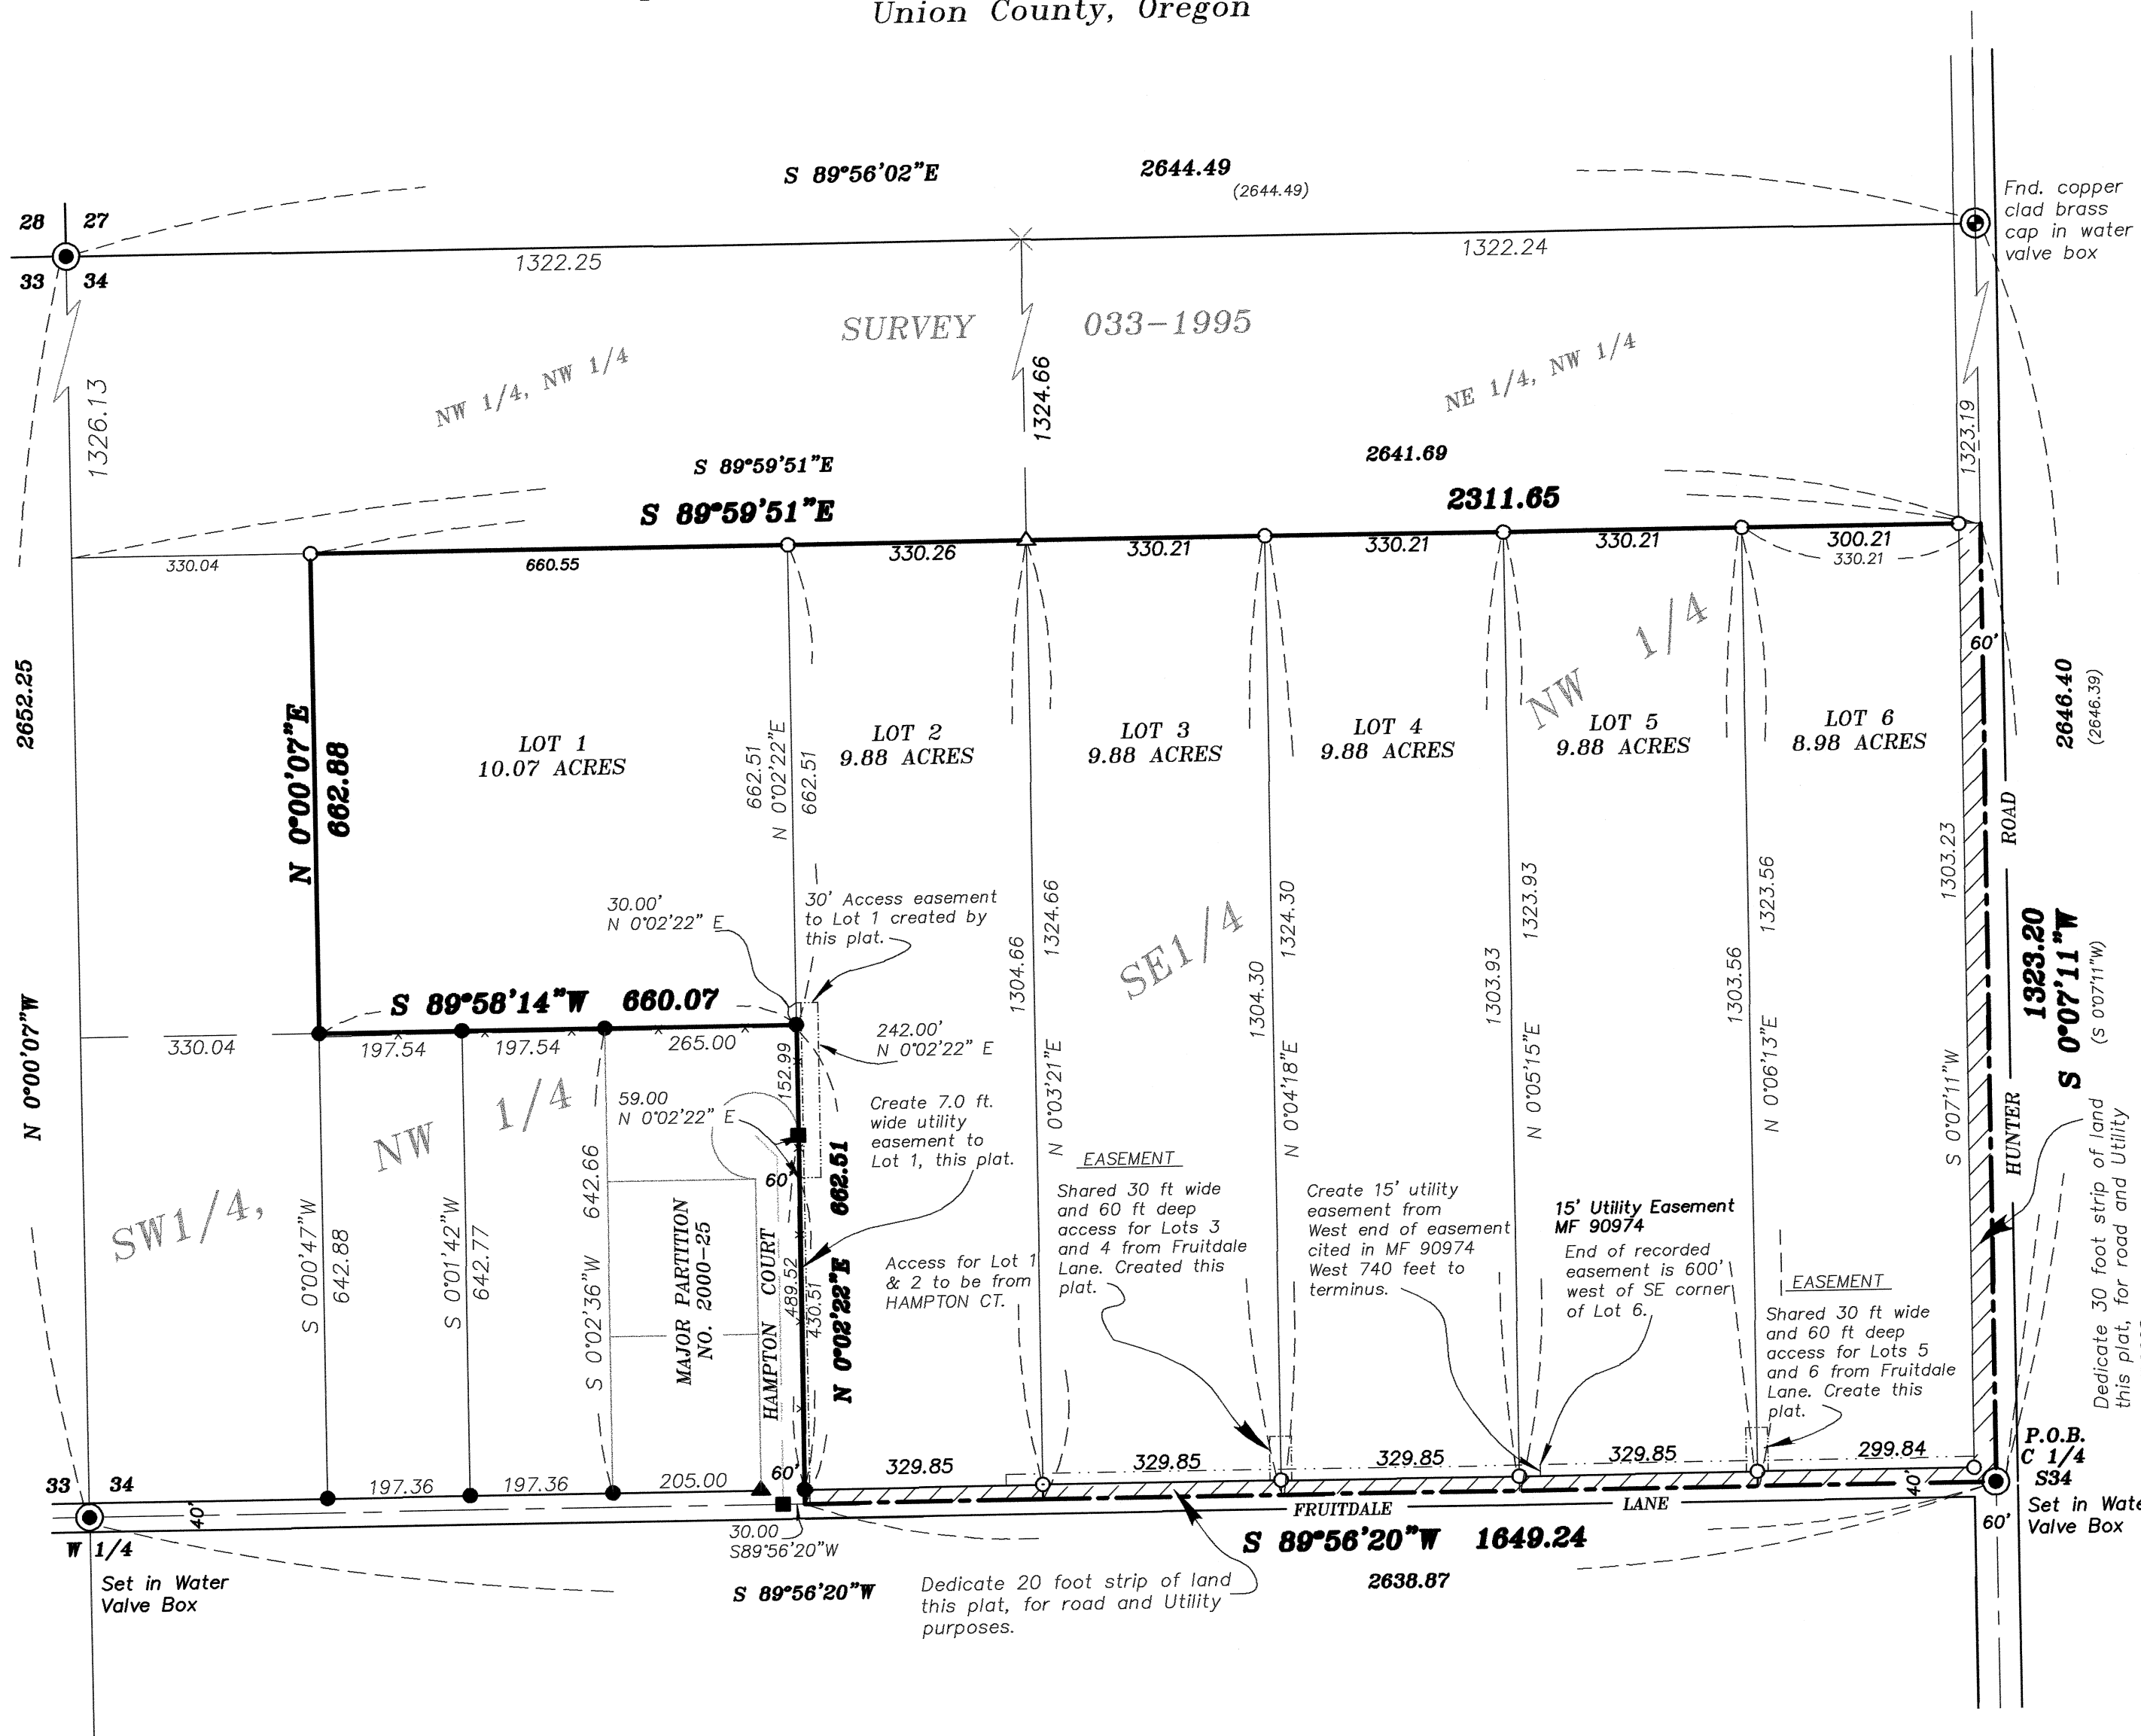 Union County, Oregon
S 89°56'02"E
2644.49
(2644.49)
28
27
33
34
1322.25
1322.24
Fnd. copper
clad brass
cap in water
valve box
SURVEY 033-1995
NW 1/4, NW 1/4
NE 1/4, NW 1/4
1326.13
1324.66
1323.19
S 89°59'51"E
2641.69
S 89°59'51"E
2311.65
330.04
660.55
330.26
330.21
330.21
330.21
300.21
330.21
60'
2652.25
N 0°00'07"W
N 0°00'07"E
662.88
LOT 1
10.07 ACRES
662.51
N 0°02'22"E
662.51
LOT 2
9.88 ACRES
LOT 3
9.88 ACRES
LOT 4
9.88 ACRES
LOT 5
9.88 ACRES
LOT 6
8.98 ACRES
NW 1/4
SE1/4
2646.40
(2646.39)
ROAD
HUNTER
1303.23
S 0°07'11"W
1323.20
S 0°07'11"W
(S 0°07'11"W)
30.00'
N 0°02'22" E
30' Access easement
to Lot 1 created by
this plat.
1304.66
1324.66
N 0°03'21"E
1304.30
1324.30
N 0°04'18"E
1303.93
1323.93
N 0°05'15"E
1303.56
1323.56
N 0°06'13"E
S 89°58'14"W 660.07
330.04
197.54
197.54
265.00
152.99
242.00'
N 0°02'22" E
59.00
N 0°02'22" E
Create 7.0 ft.
wide utility
easement to
Lot 1, this plat.
60'
662.51
N 0°02'22"E
489.52
430.51
NW 1/4
SW1/4,
S 0°00'47"W
642.88
S 0°01'42"W
642.77
S 0°02'36"W 642.66
MAJOR PARTITION
NO. 2000-25
HAMPTON COURT
Access for Lot 1
& 2 to be from
HAMPTON CT.
EASEMENT
Shared 30 ft wide
and 60 ft deep
access for Lots 3
and 4 from Fruitdale
Lane. Created this
plat.
Create 15' utility
easement from
West end of easement
cited in MF 90974
West 740 feet to
terminus.
15' Utility Easement
MF 90974
End of recorded
easement is 600'
west of SE corner
of Lot 6.
EASEMENT
Shared 30 ft wide
and 60 ft deep
access for Lots 5
and 6 from Fruitdale
Lane. Create this
plat.
Dedicate 30 foot strip of land
this plat, for road and Utility
P.O.B.
C 1/4
S34
Set in Wate
Valve Box
60'
33
34
40'
W 1/4
Set in Water
Valve Box
197.36
197.36
205.00
60'
329.85
329.85
329.85
329.85
299.84
40'
30.00
S89°56'20"W
FRUITDALE LANE
S 89°56'20"W 1649.24
S 89°56'20"W
2638.87
Dedicate 20 foot strip of land
this plat, for road and Utility
purposes.